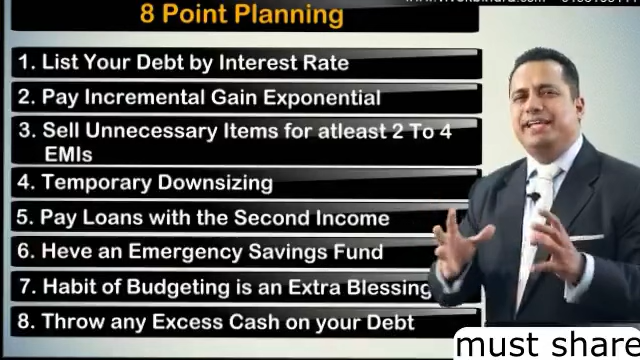 8 Point Planning
1. List Your Debt by Interest Rate
2. Pay Incremental Gain Exponential
3. Sell Unnecessary Items for atleast 2 To 4
EMIs
4. Temporary Downsizing
5. Pay Loans with the Second Income
6. Heve an Emergency Savings Fund
7. Habit of Budgeting is an Extra Blessing
8. Throw any Excess Cash on your Debt
must share